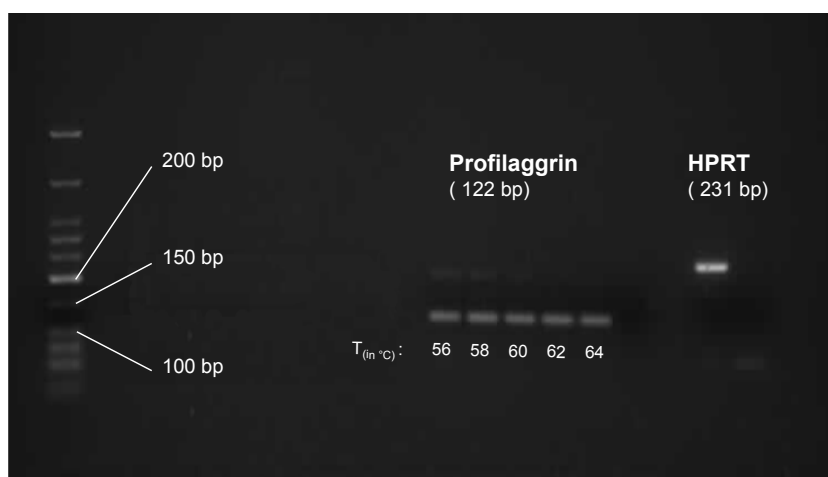 200 bp
150 bp
100 bp
Profilaggrin
( 122 bp)
HPRT
( 231 bp)
T(in °C) : 56 58 60 62 64